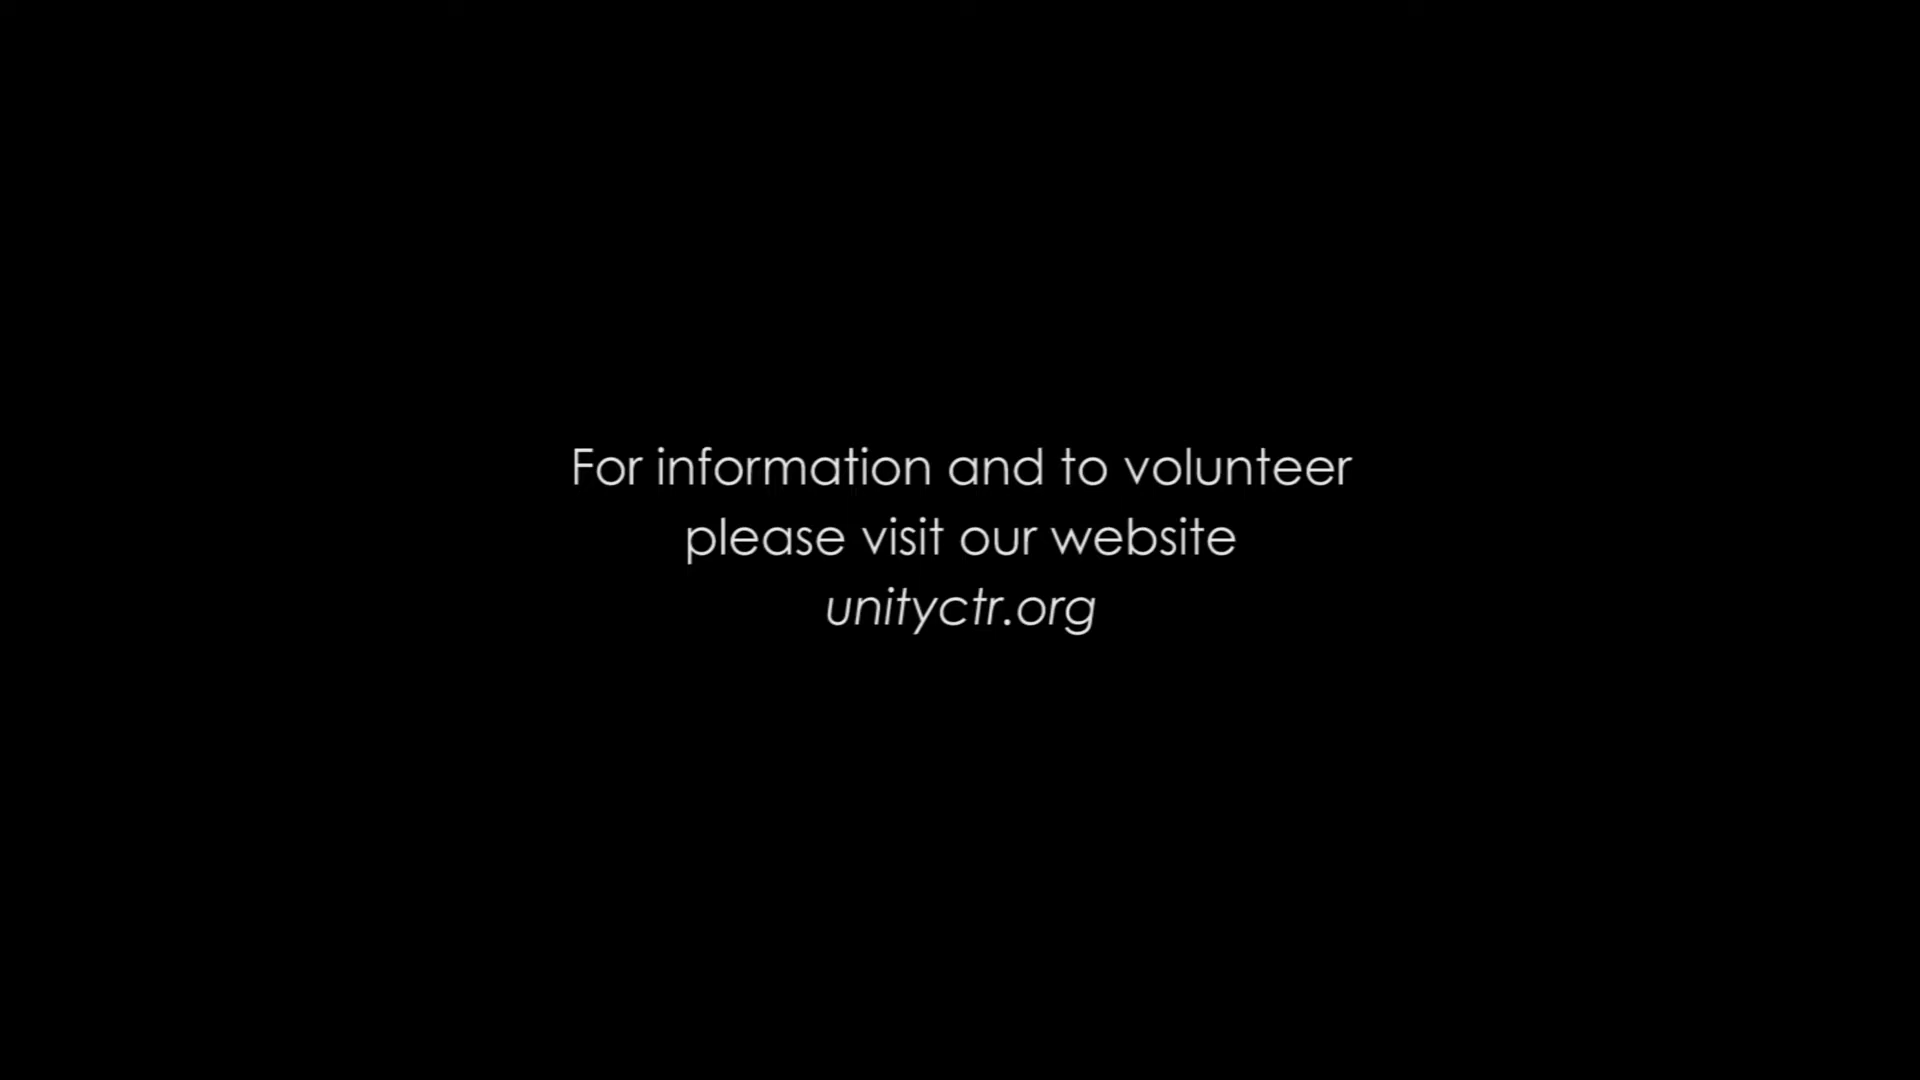 For information and to volunteer
please visit our website
unityctr.org